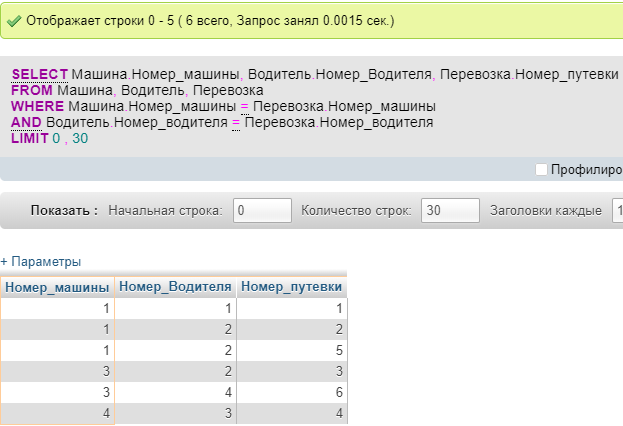 Отображает строки 0 - 5 ( 6 всего, Запрос занял 0.0015 сек.)
SELECT Машина.Номер_машины, Водитель.Номер_Водителя, Перевозка.Номер_путевки
FROM Машина, Водитель, Перевозка
WHERE Машина.Номер_машины = Перевозка.Номер_машины
AND Водитель.Номер_водителя = Перевозка.Номер_водителя
LIMIT 0 , 30
Профилиро
Показать : Начальная строка: 0 Количество строк: 30 Заголовки каждые 1
+ Параметры
Номер_машины Номер_Водителя Номер_путевки
1 1 1
1 2 2
1 2 5
3 2 3
3 4 6
4 3 4